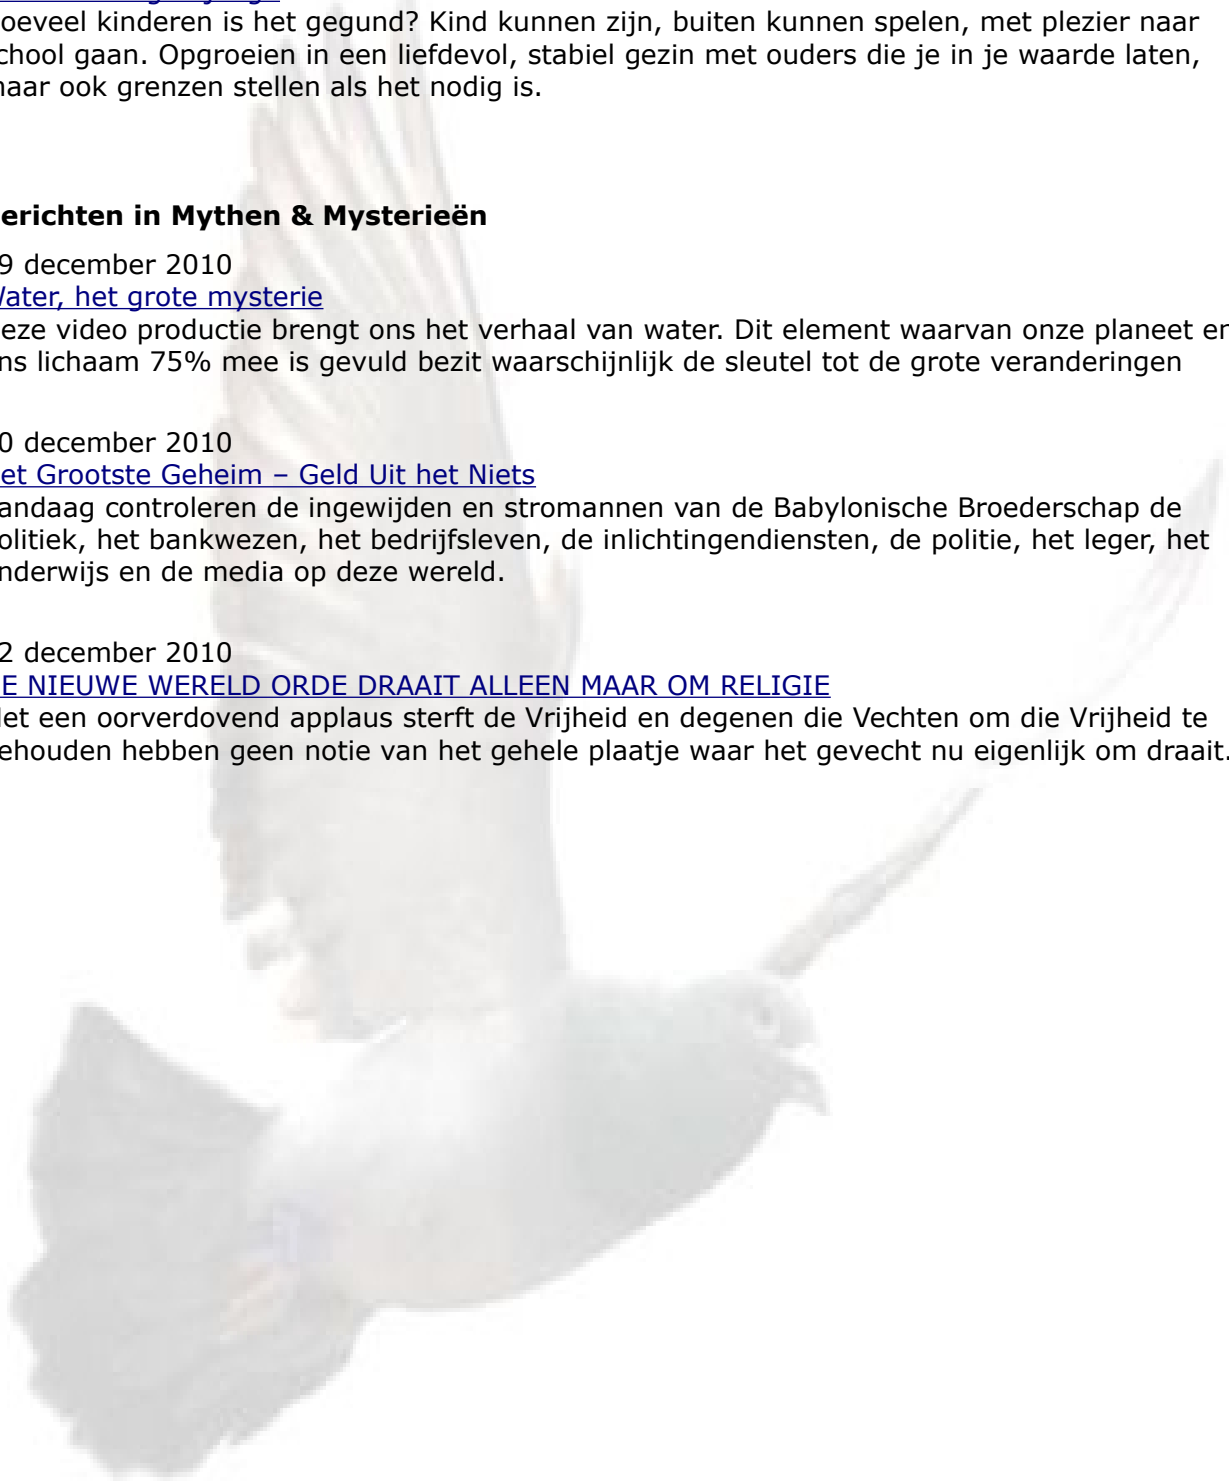 oeveel kinderen is het gegund? Kind kunnen zijn, buiten kunnen spelen, met plezier naar
chool gaan. Opgroeien in een liefdevol, stabiel gezin met ouders die je in je waarde laten,
naar ook grenzen stellen als het nodig is.
erichten in Mythen & Mysterieën
9 december 2010
Water, het grote mysterie
eze video productie brengt ons het verhaal van water. Dit element waarvan onze planeet en
ns lichaam 75% mee is gevuld bezit waarschijnlijk de sleutel tot de grote veranderingen
0 december 2010
et Grootste Geheim – Geld Uit het Niets
andaag controleren de ingewijden en stromannen van de Babylonische Broederschap de
olitiek, het bankwezen, het bedrijfsleven, de inlichtingendiensten, de politie, het leger, het
nderwijs en de media op deze wereld.
2 december 2010
E NIEUWE WERELD ORDE DRAAIT ALLEEN MAAR OM RELIGIE
Met een oorverdovend applaus sterft de Vrijheid en degenen die Vechten om die Vrijheid te
ehouden hebben geen notie van het gehele plaatje waar het gevecht nu eigenlijk om draait.